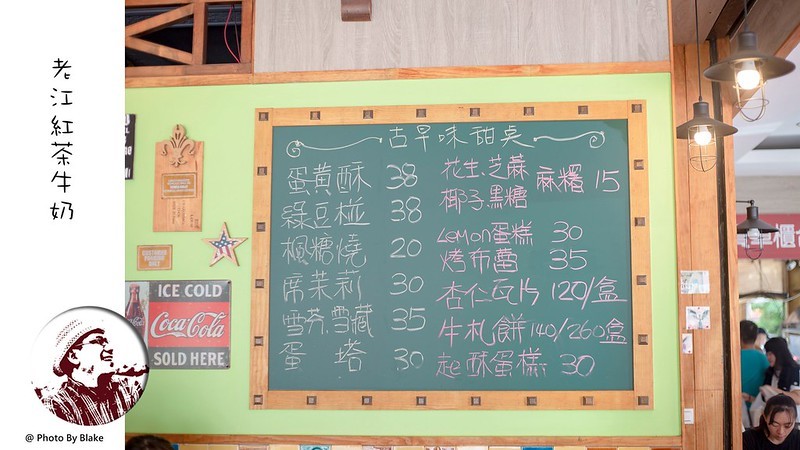 老江紅茶牛奶
古早味甜桌
蛋黃酥 38
綠豆椪 38
楓糖燒 20
席茉莉 30
雪芬.雪藏 35
蛋塔 30
花生.芝蔴
椰子.黑糖
麻糬 15
Lemon蛋糕 30
烤布蕾 35
杏仁瓦片 120/盒
牛札餅 140/260盒
起酥蛋糕 30
ICE COLD
Coca-Cola
SOLD HERE
@ Photo By Blake